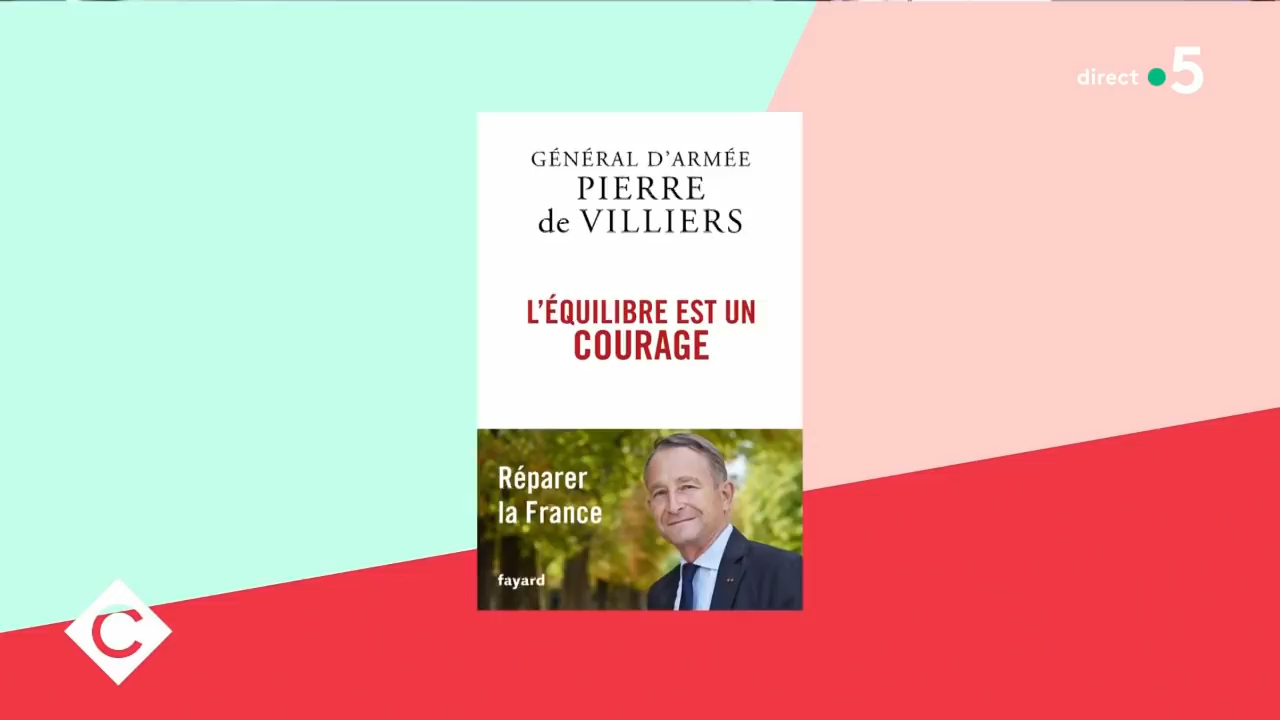 direct 5
GÉNÉRAL D'ARMÉE
PIERRE
de VILLIERS
L'ÉQUILIBRE EST UN
COURAGE
Réparer
la France
fayard
C